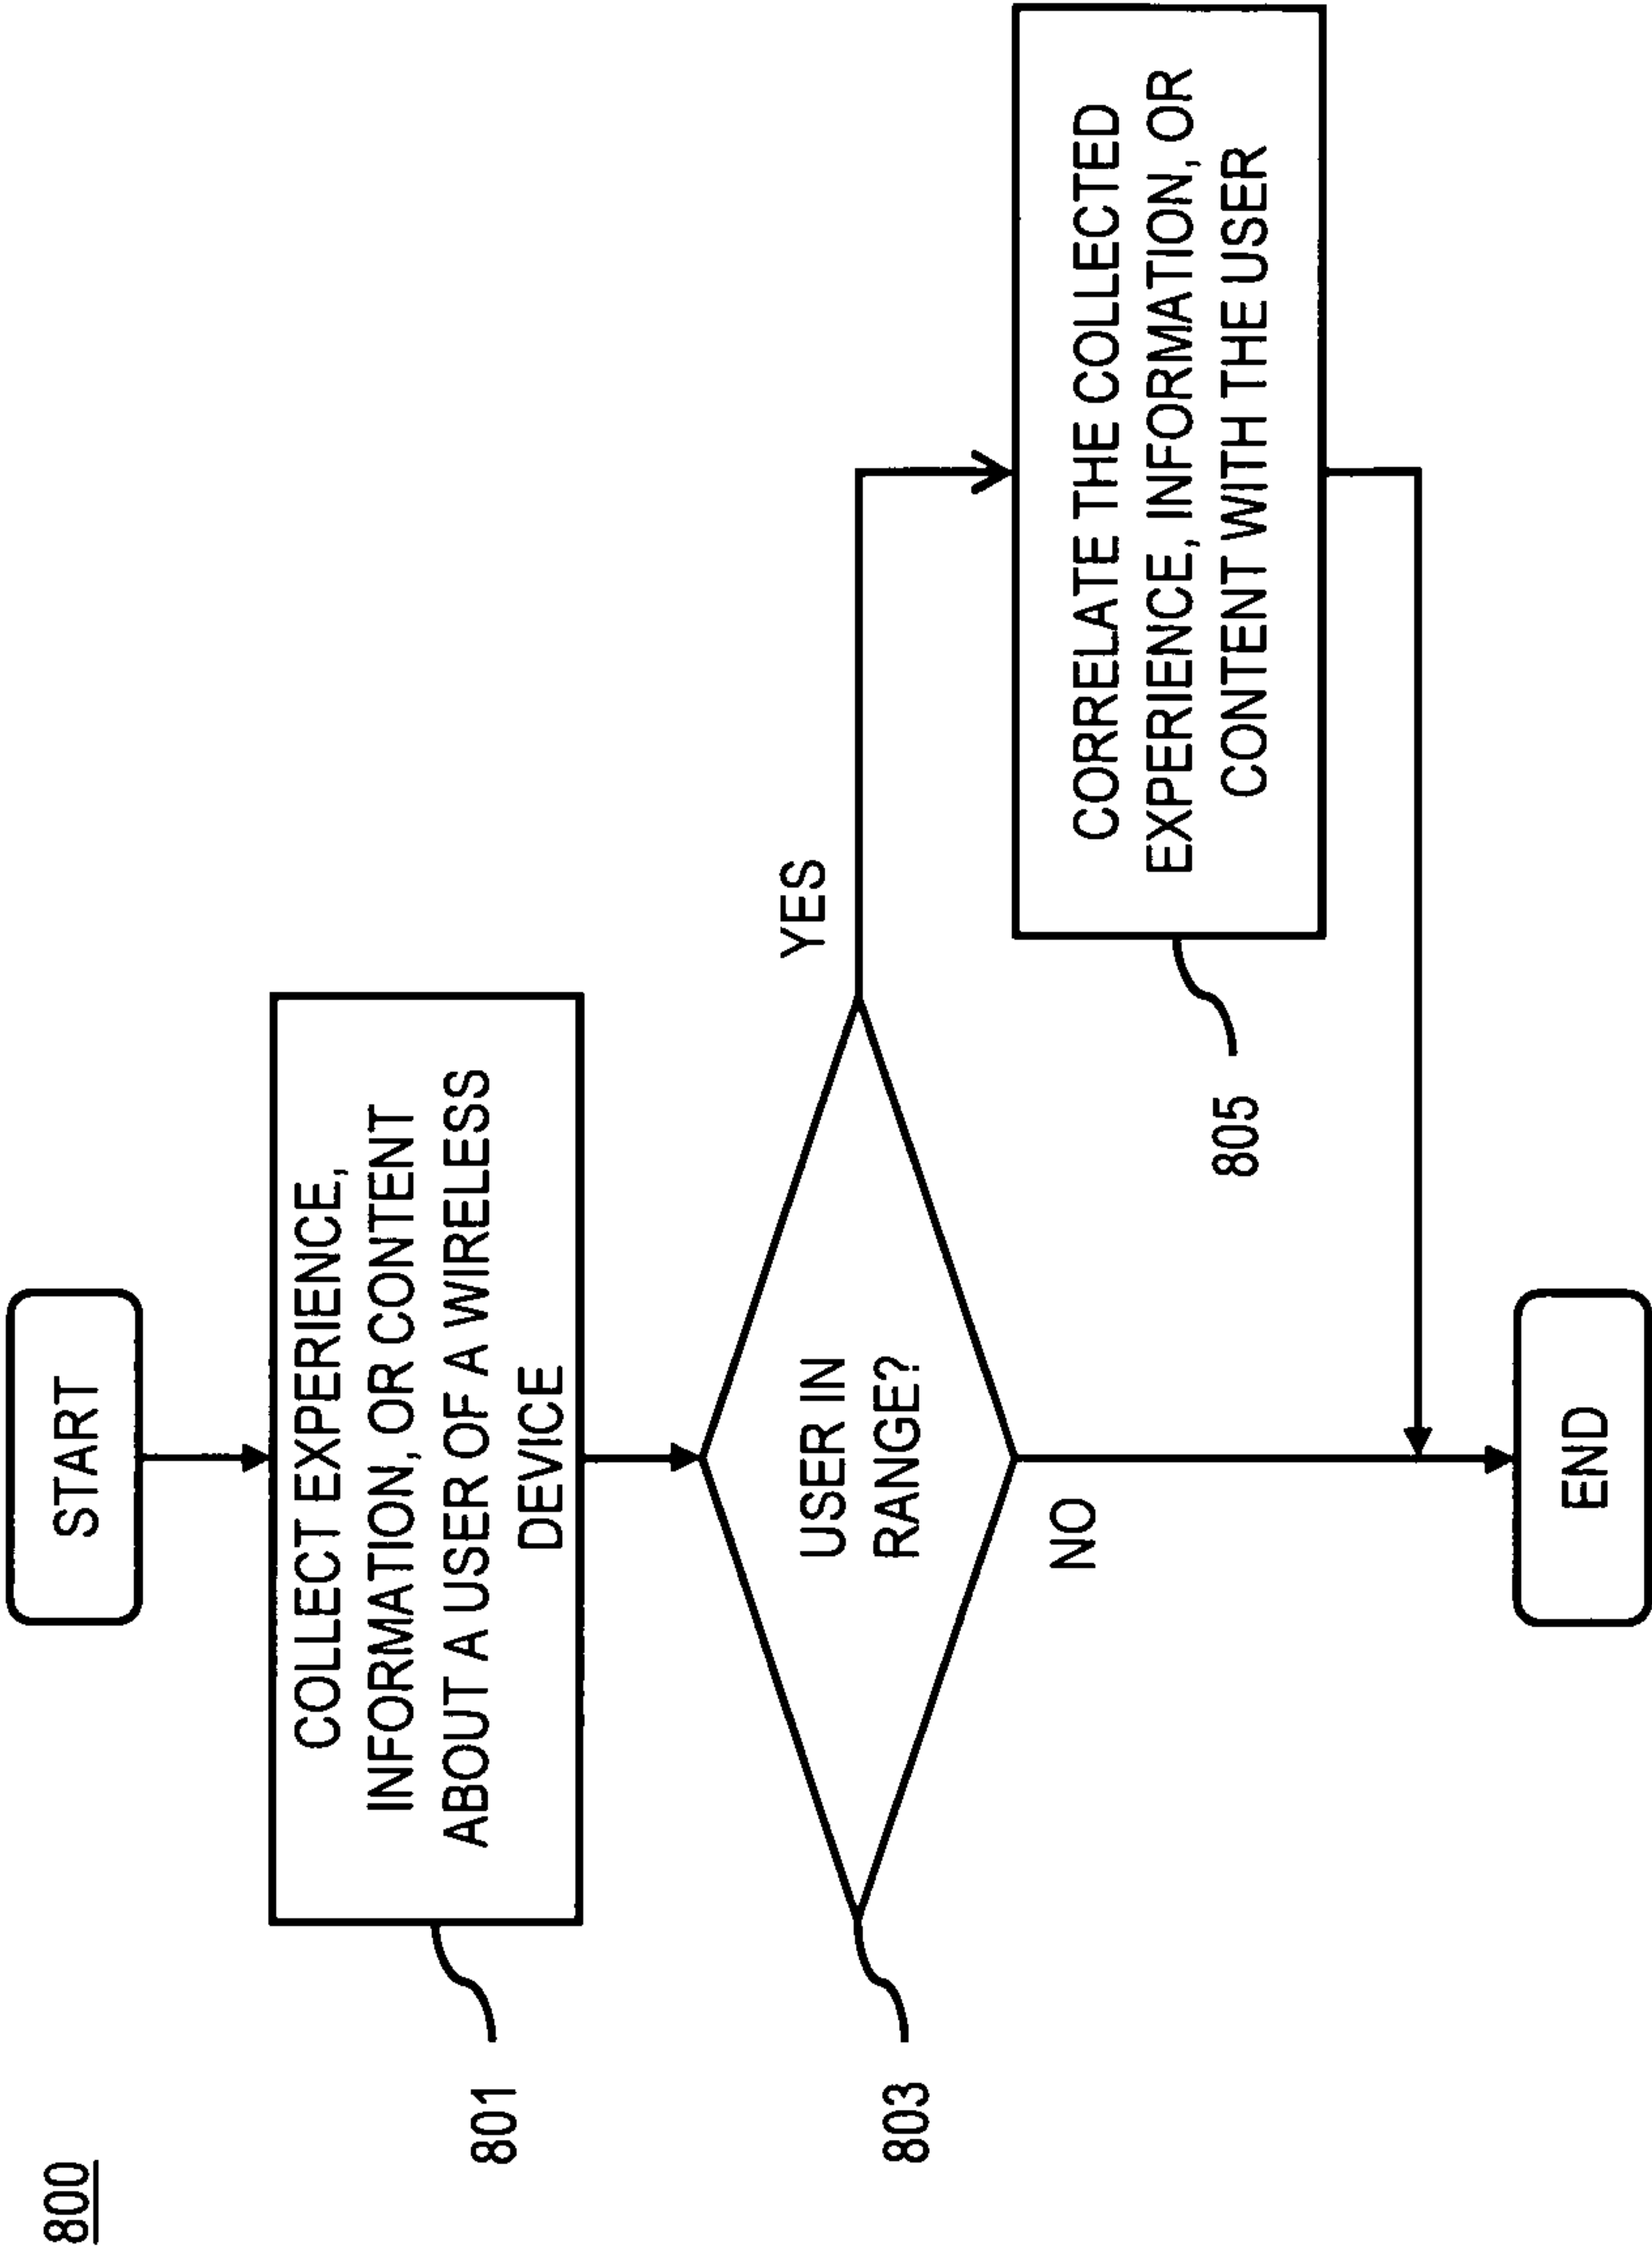 800
START
801
COLLECT EXPERIENCE,
INFORMATION, OR CONTENT
ABOUT A USER OF A WIRELESS
DEVICE
803
USER IN
RANGE?
YES
NO
805
CORRELATE THE COLLECTED
EXPERIENCE, INFORMATION, OR
CONTENT WITH THE USER
END